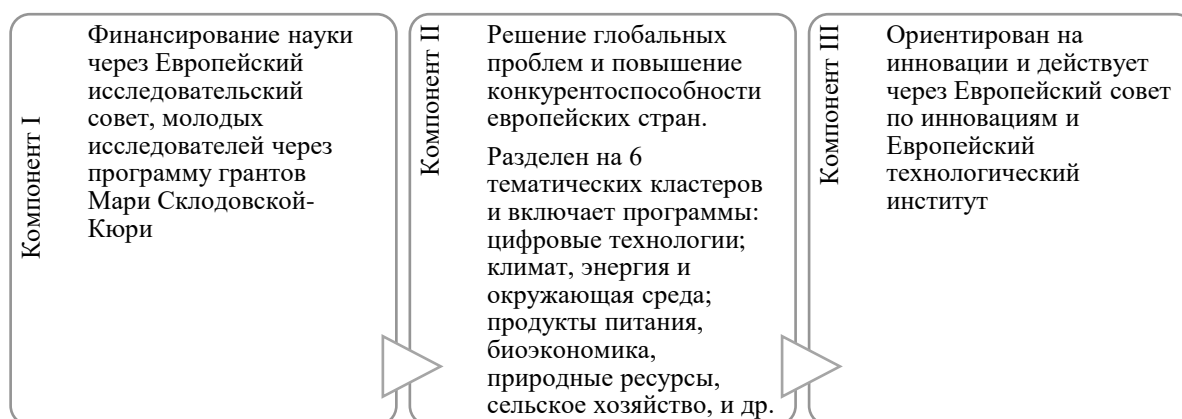 Компонент I
Финансирование науки
через Европейский
исследовательский
совет, молодых
исследователей через
программу грантов
Мари Склодовской-
Кюри
Компонент II
Решение глобальных
проблем и повышение
конкурентоспособности
европейских стран.
Разделен на 6
тематических кластеров
и включает программы:
цифровые технологии;
климат, энергия и
окружающая среда;
продукты питания,
биоэкономика,
природные ресурсы,
сельское хозяйство, и др.
Компонент III
Ориентирован на
инновации и действует
через Европейский совет
по инновациям и
Европейский
технологический
институт